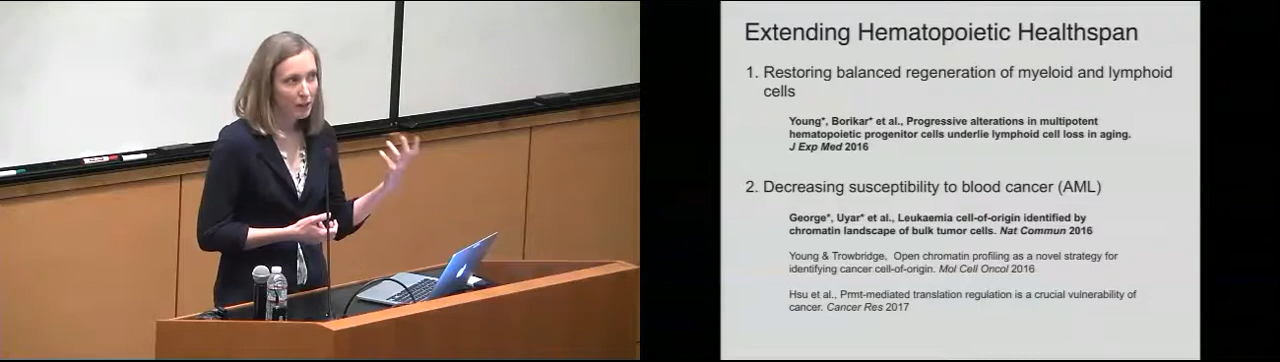 Extending Hematopoietic Healthspan
1. Restoring balanced regeneration of myeloid and lymphoid
cells
Young*, Borikar* et al., Progressive alterations in multipotent
hematopoietic progenitor cells underlie lymphoid cell loss in aging.
J Exp Med 2016
2. Decreasing susceptibility to blood cancer (AML)
George*, Uyar* et al., Leukaemia cell-of-origin identified by
chromatin landscape of bulk tumor cells. Nat Commun 2016
Young & Trowbridge, Open chromatin profiling as a novel strategy for
identifying cancer cell-of-origin. Mol Cell Oncol 2016
Hsu et al., Prmt-mediated translation regulation is a crucial vulnerability of
cancer. Cancer Res 2017